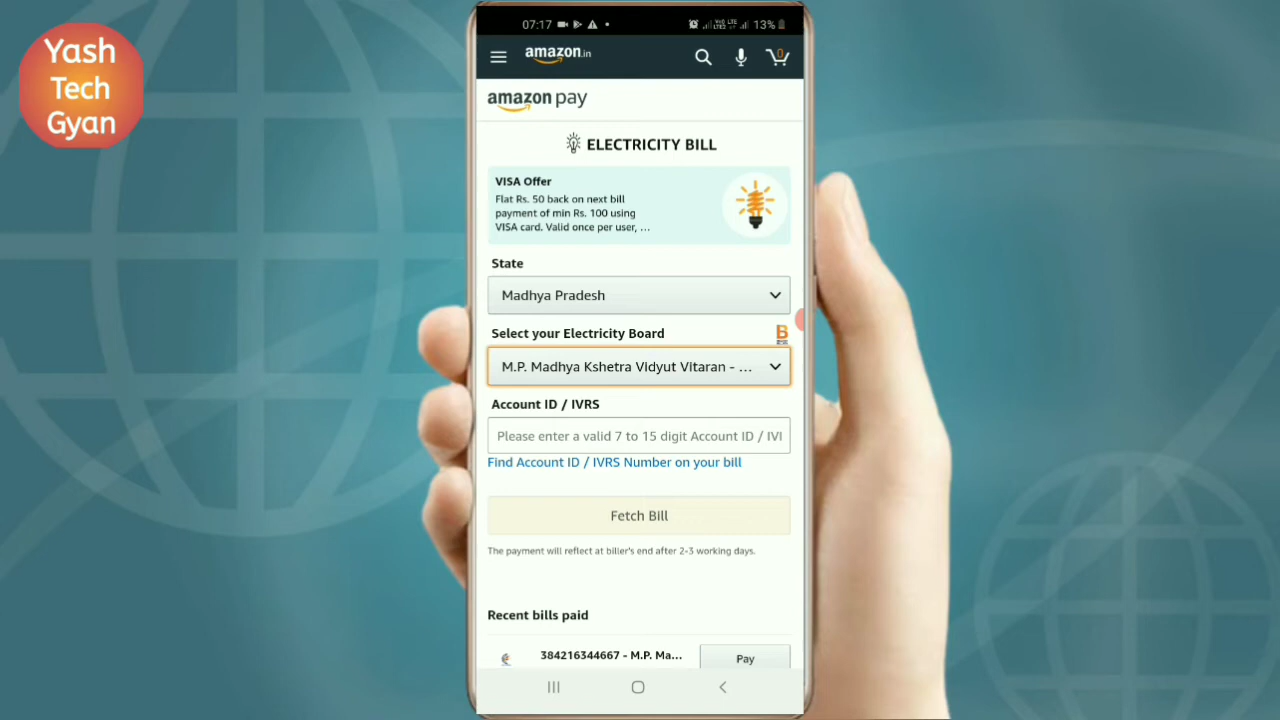 Yash
Tech
Gyan
07:17
13%
amazon.in
0
amazon pay
ELECTRICITY BILL
VISA Offer
Flat Rs. 50 back on next bill
payment of min Rs. 100 using
VISA card. Valid once per user, ...
State
Madhya Pradesh
Select your Electricity Board
B
M.P. Madhya Kshetra Vidyut Vitaran - ...
Account ID / IVRS
Please enter a valid 7 to 15 digit Account ID / IVI
Find Account ID / IVRS Number on your bill
Fetch Bill
The payment will reflect at biller's end after 2-3 working days.
Recent bills paid
384216344667 - M.P. Ma...
Pay